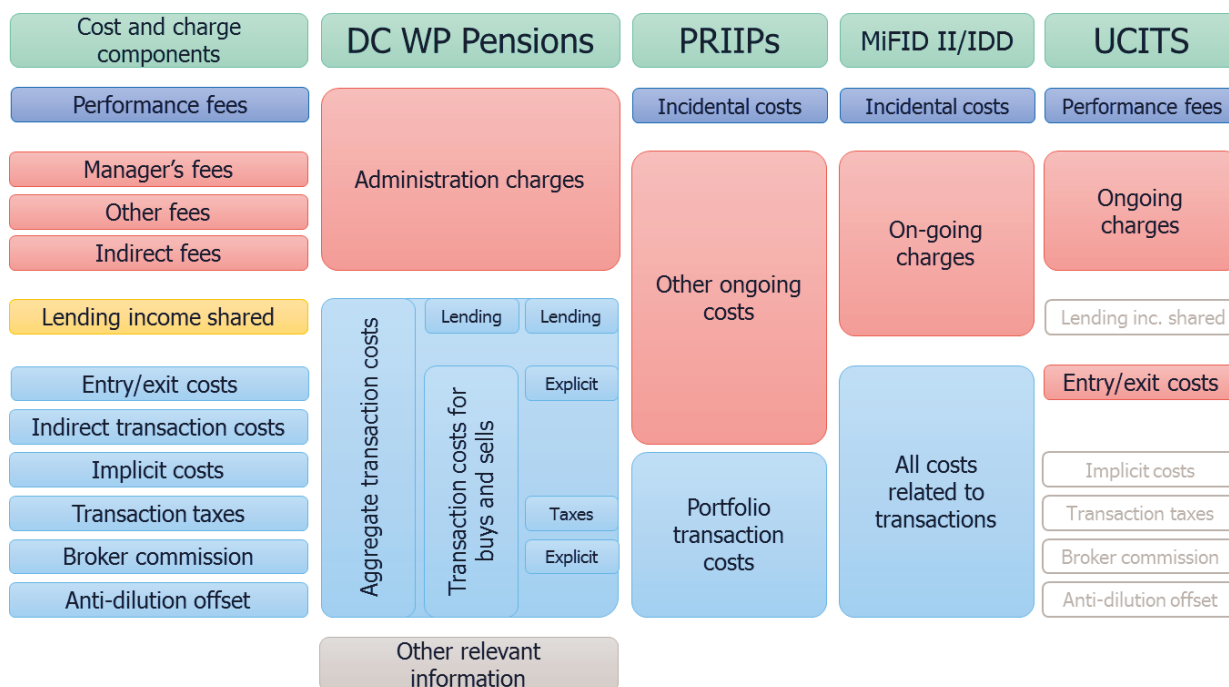 Cost and charge
components
DC WP Pensions
PRIIPs
MiFID II/IDD
UCITS
Performance fees
Incidental costs
Incidental costs
Performance fees
Manager's fees
Other fees
Indirect fees
Administration charges
Other ongoing
costs
On-going
charges
Ongoing
charges
Lending income shared
Lending
Lending
Lending inc. shared
Aggregate transaction costs
Transaction costs for
buys and sells
Entry/exit costs
Explicit
Entry/exit costs
Indirect transaction costs
Implicit costs
Transaction taxes
Taxes
Broker commission
Explicit
Anti-dilution offset
Portfolio
transaction
costs
All costs
related to
transactions
Implicit costs
Transaction taxes
Broker commission
Anti-dilution offset
Other relevant
information